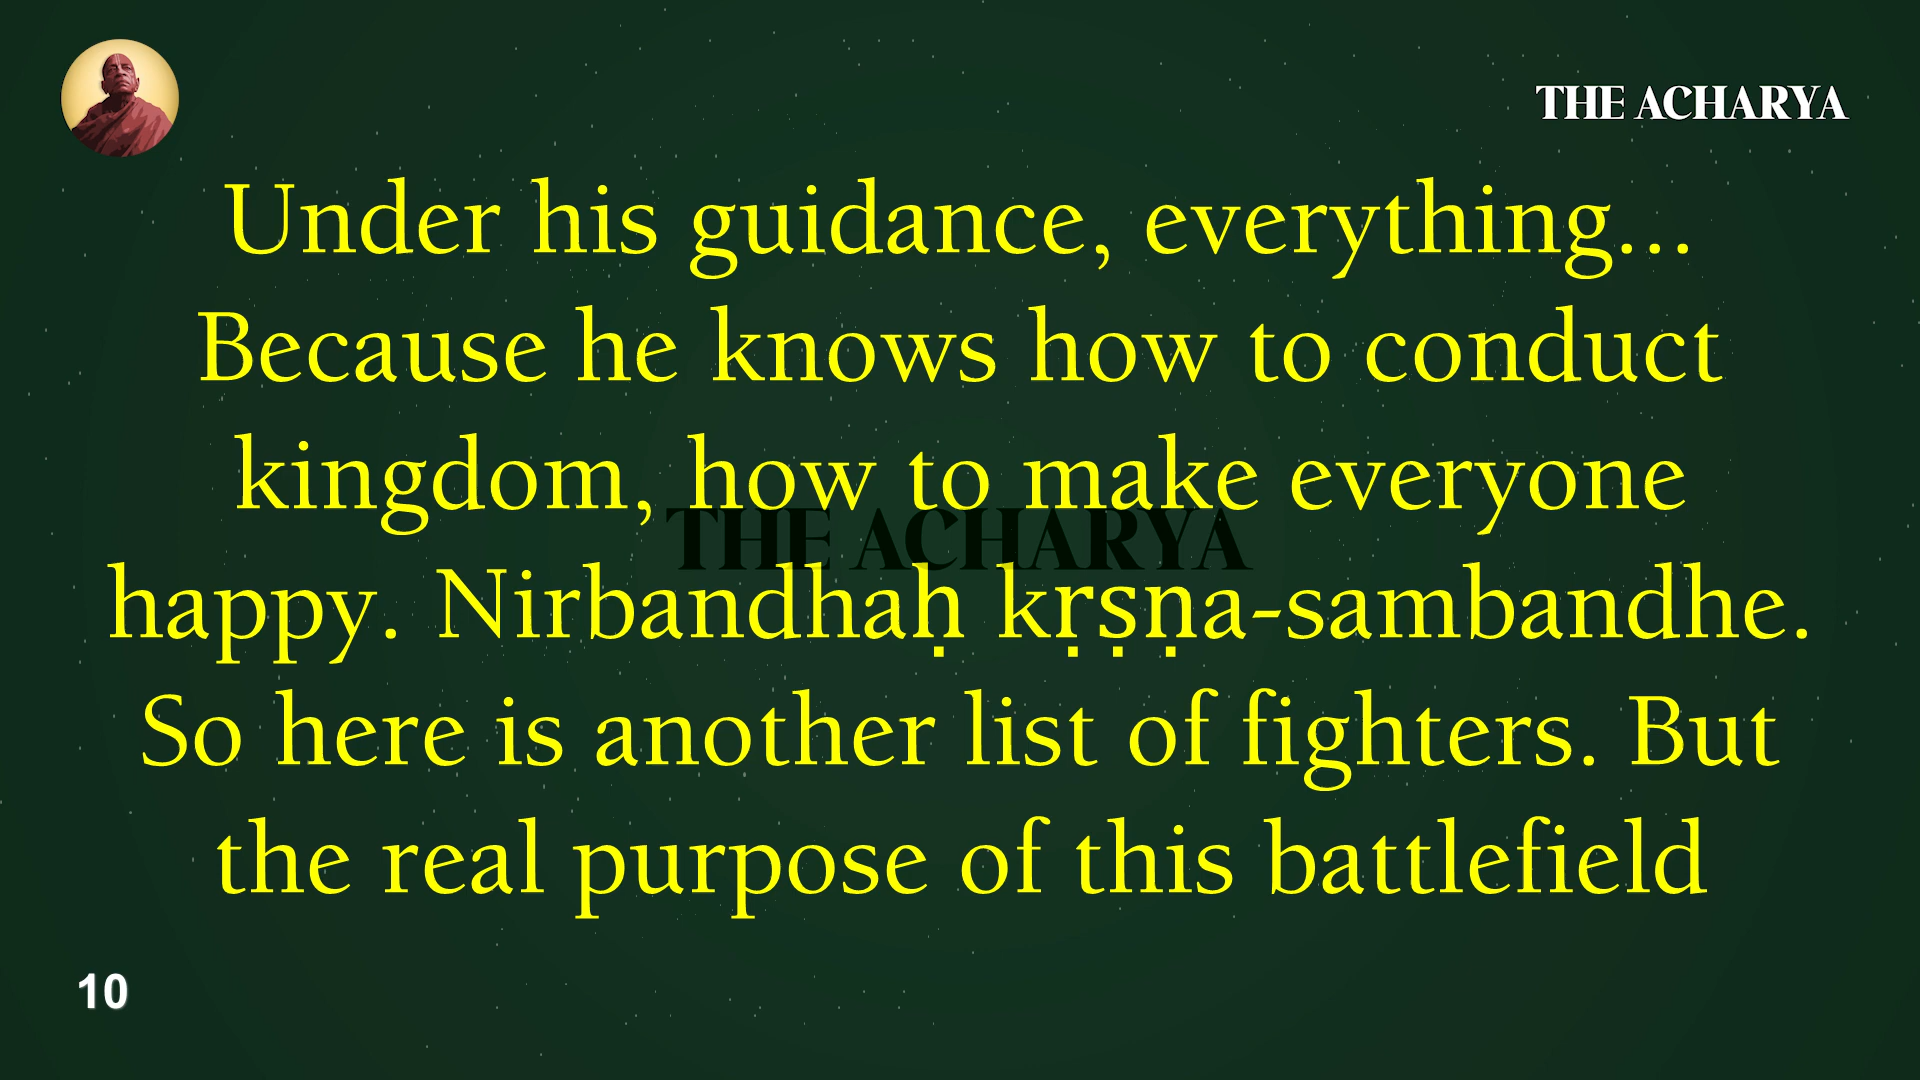 THE ACHARYA
Under his guidance, everything...
Because he knows how to conduct
kingdom, how to make everyone
THE ACHARYA
happy. Nirbandhaḥ kṛṣṇa-sambandhe.
So here is another list of fighters. But
the real purpose of this battlefield
10